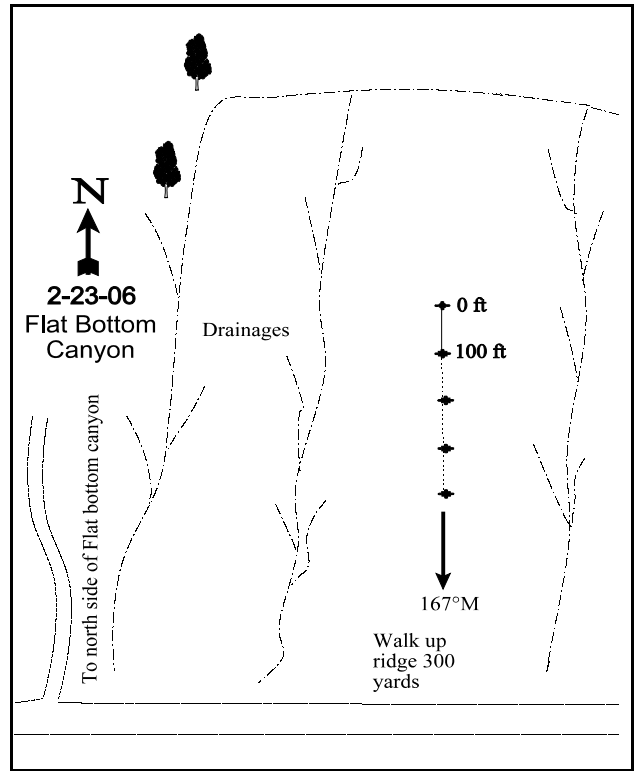 N
2-23-06
Flat Bottom
Canyon
Drainages
0 ft
100 ft
To north side of Flat bottom canyon
167°M
Walk up
ridge 300
yards